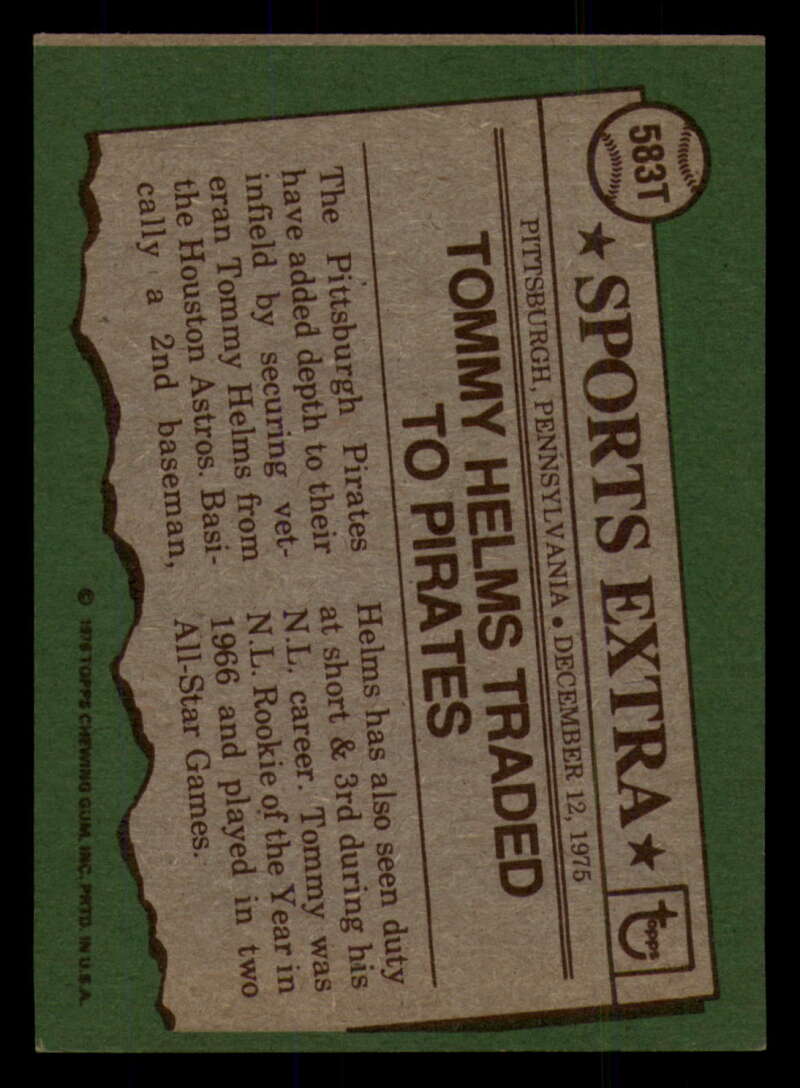 583T
★ SPORTS EXTRA ★
topps
PITTSBURGH, PENNSYLVANIA • DECEMBER 12, 1975
TOMMY HELMS TRADED
TO PIRATES
The Pittsburgh Pirates
have added depth to their
infield by securing vet-
eran Tommy Helms from
the Houston Astros. Basi-
cally a 2nd baseman,
Helms has also seen duty
at short & 3rd during his
N.L. career. Tommy was
N.L. Rookie of the Year in
1966 and played in two
All-Star Games.
© 1976 TOPPS CHEWING GUM, INC. PRTD. IN U.S.A.